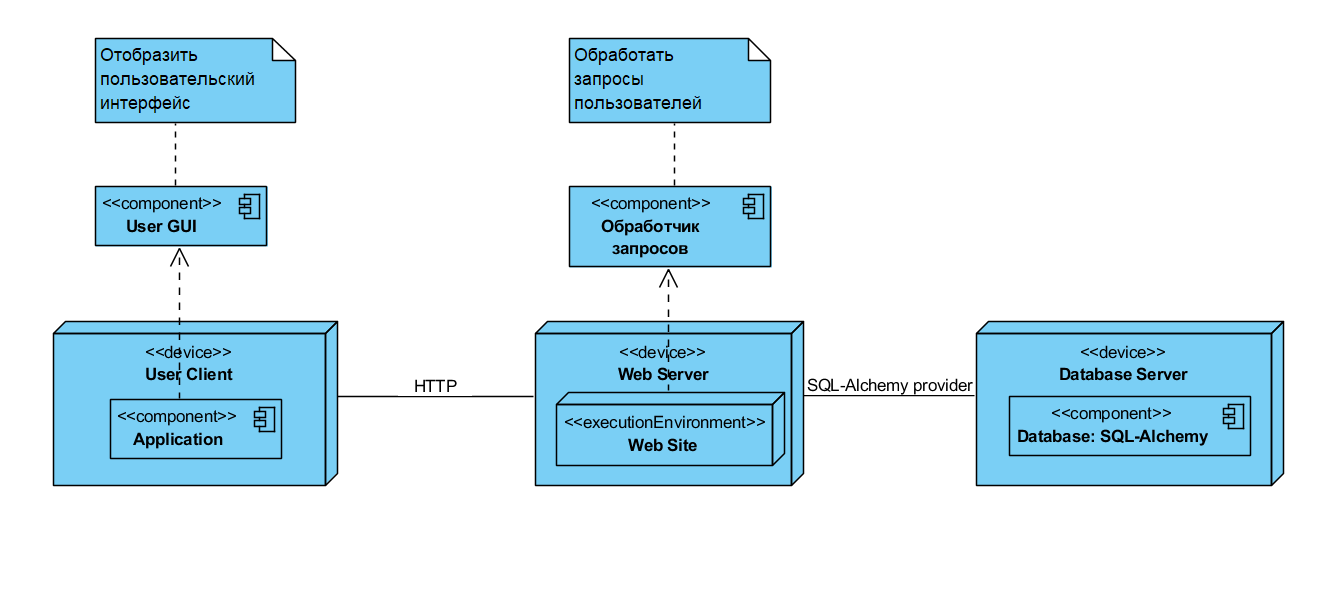 Отобразить
пользовательский
интерфейс
Обработать
запросы
пользователей
<<component>>
User GUI
<<component>>
Обработчик
запросов
<<device>>
User Client
<<component>>
Application
HTTP
<<device>>
Web Server
<<executionEnvironment>>
Web Site
SQL-Alchemy provider
<<device>>
Database Server
<<component>>
Database: SQL-Alchemy